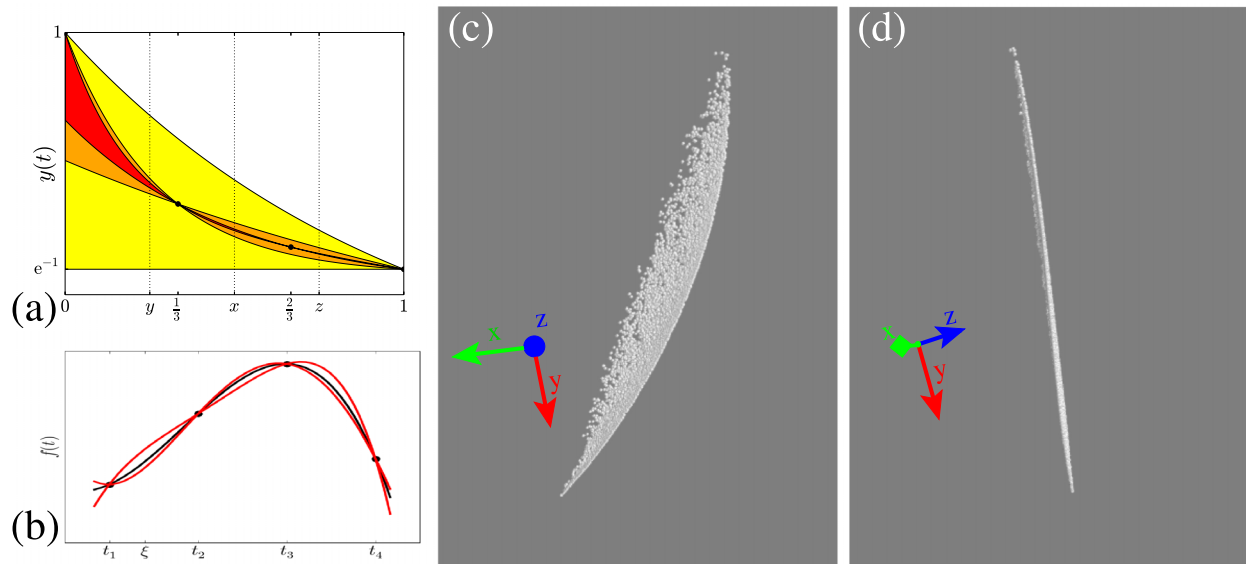 (a)
y(t)
1
e⁻¹
0 y 1/3 x 2/3 z 1
(b)
f(t)
t₁ ξ t₂ t₃ t₄
(c)
z
x
y
(d)
x
z
y